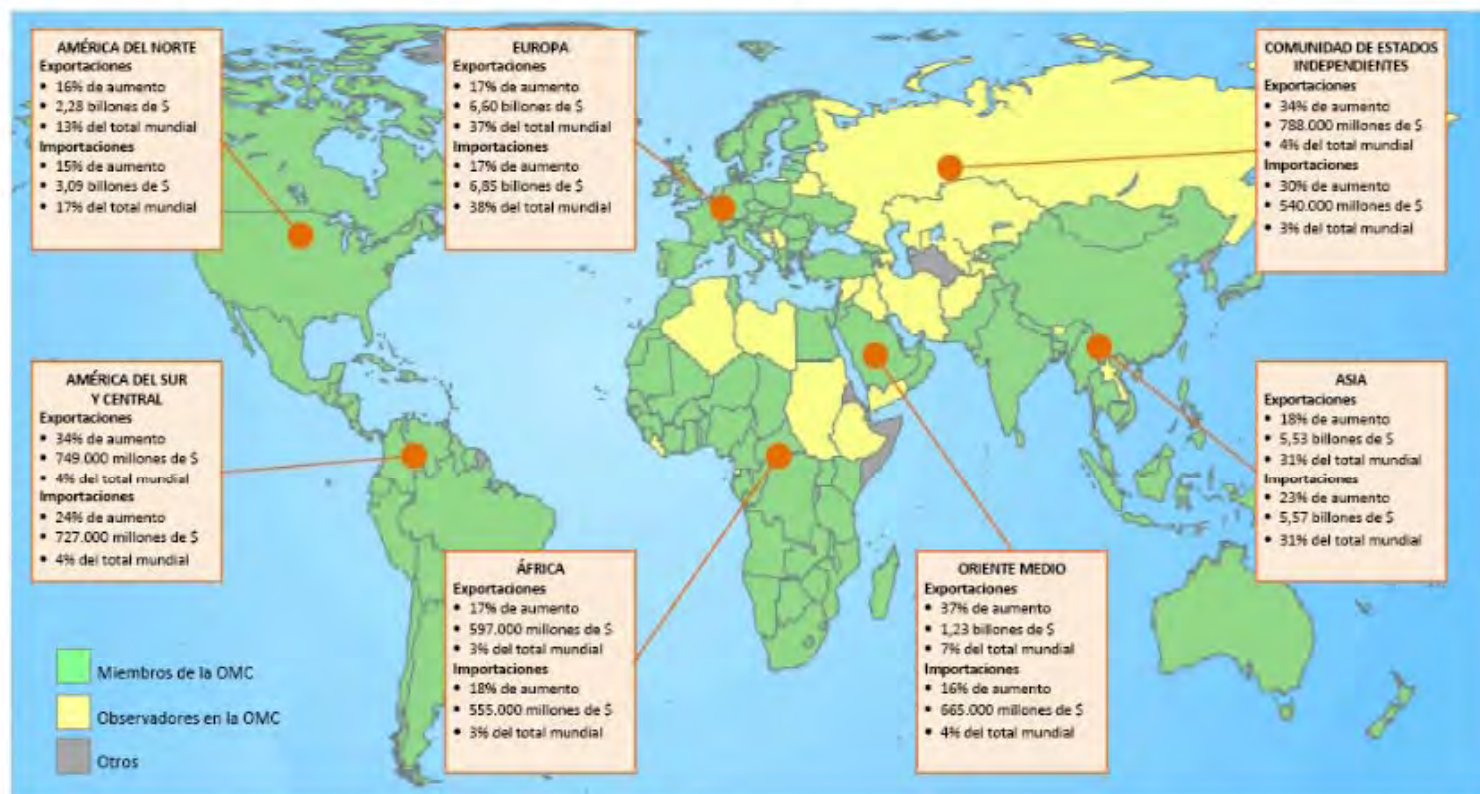 AMÉRICA DEL NORTE
Exportaciones
• 16% de aumento
• 2,28 billones de $
• 13% del total mundial
Importaciones
• 15% de aumento
• 3,09 billones de $
• 17% del total mundial
EUROPA
Exportaciones
• 17% de aumento
• 6,60 billones de $
• 37% del total mundial
Importaciones
• 17% de aumento
• 6,85 billones de $
• 38% del total mundial
COMUNIDAD DE ESTADOS
INDEPENDIENTES
Exportaciones
• 34% de aumento
• 788.000 millones de $
• 4% del total mundial
Importaciones
• 30% de aumento
• 540.000 millones de $
• 3% del total mundial
AMÉRICA DEL SUR
Y CENTRAL
Exportaciones
• 34% de aumento
• 749.000 millones de $
• 4% del total mundial
Importaciones
• 24% de aumento
• 727.000 millones de $
• 4% del total mundial
ASIA
Exportaciones
• 18% de aumento
• 5,53 billones de $
• 31% del total mundial
Importaciones
• 23% de aumento
• 5,57 billones de $
• 31% del total mundial
ÁFRICA
Exportaciones
• 17% de aumento
• 597.000 millones de $
• 3% del total mundial
Importaciones
• 18% de aumento
• 555.000 millones de $
• 3% del total mundial
ORIENTE MEDIO
Exportaciones
• 37% de aumento
• 1,23 billones de $
• 7% del total mundial
Importaciones
• 16% de aumento
• 665.000 millones de $
• 4% del total mundial
Miembros de la OMC
Observadores en la OMC
Otros